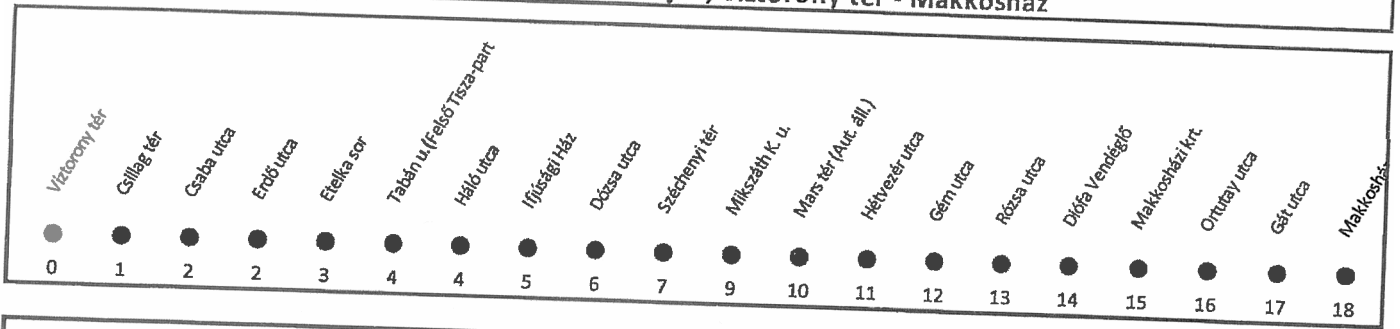 tér - Makkosház
Víztorony tér
Csillag tér
Csaba utca
Erdő utca
Etelka sor
Tabán u.(Felső Tisza-part
Háló utca
Ifjúsági Ház
Dózsa utca
Széchenyi tér
Mikszáth K. u.
Mars tér (Aut. áll.)
Hétvezér utca
Gém utca
Rózsa utca
Diófa Vendéglő
Makkosházi krt.
Ortutay utca
Gát utca
Makkoshá
0 1 2 2 3 4 4 5 6 7 9 10 11 12 13 14 15 16 17 18